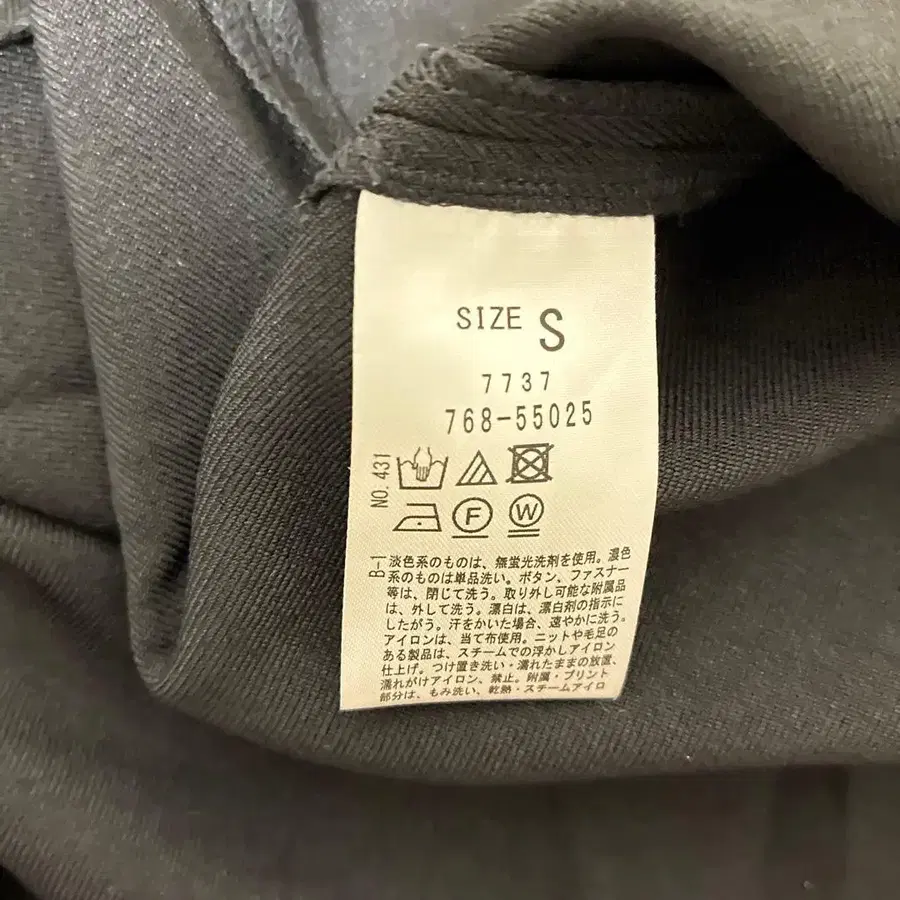 SIZE S
7737
768-55025
NO.431
F W
B-1
淡色系のものは、無蛍光洗剤を使用。濃色
系のものは単品洗い。ボタン、ファスナー
等は、閉じて洗う。取り外し可能な附属品
は、外して洗う。漂白は、漂白剤の指示に
したがう。汗をかいた場合、速やかに洗う。
アイロンは、当て布使用。ニットや毛足の
ある製品は、スチームでの浮かしアイロン
仕上げ。つけ置き洗い・濡れたままの放置、
濡れがけアイロン、禁止。附属・プリント
部分は、もみ洗い、乾熱・スチームアイロ